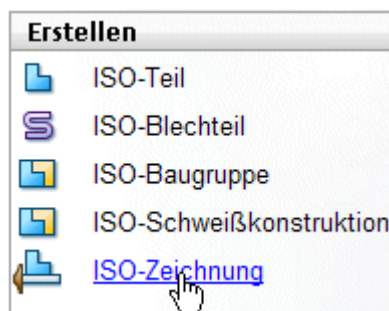 Erstellen
ISO-Teil
ISO-Blechteil
ISO-Baugruppe
ISO-Schweißkonstruktion
ISO-Zeichnung